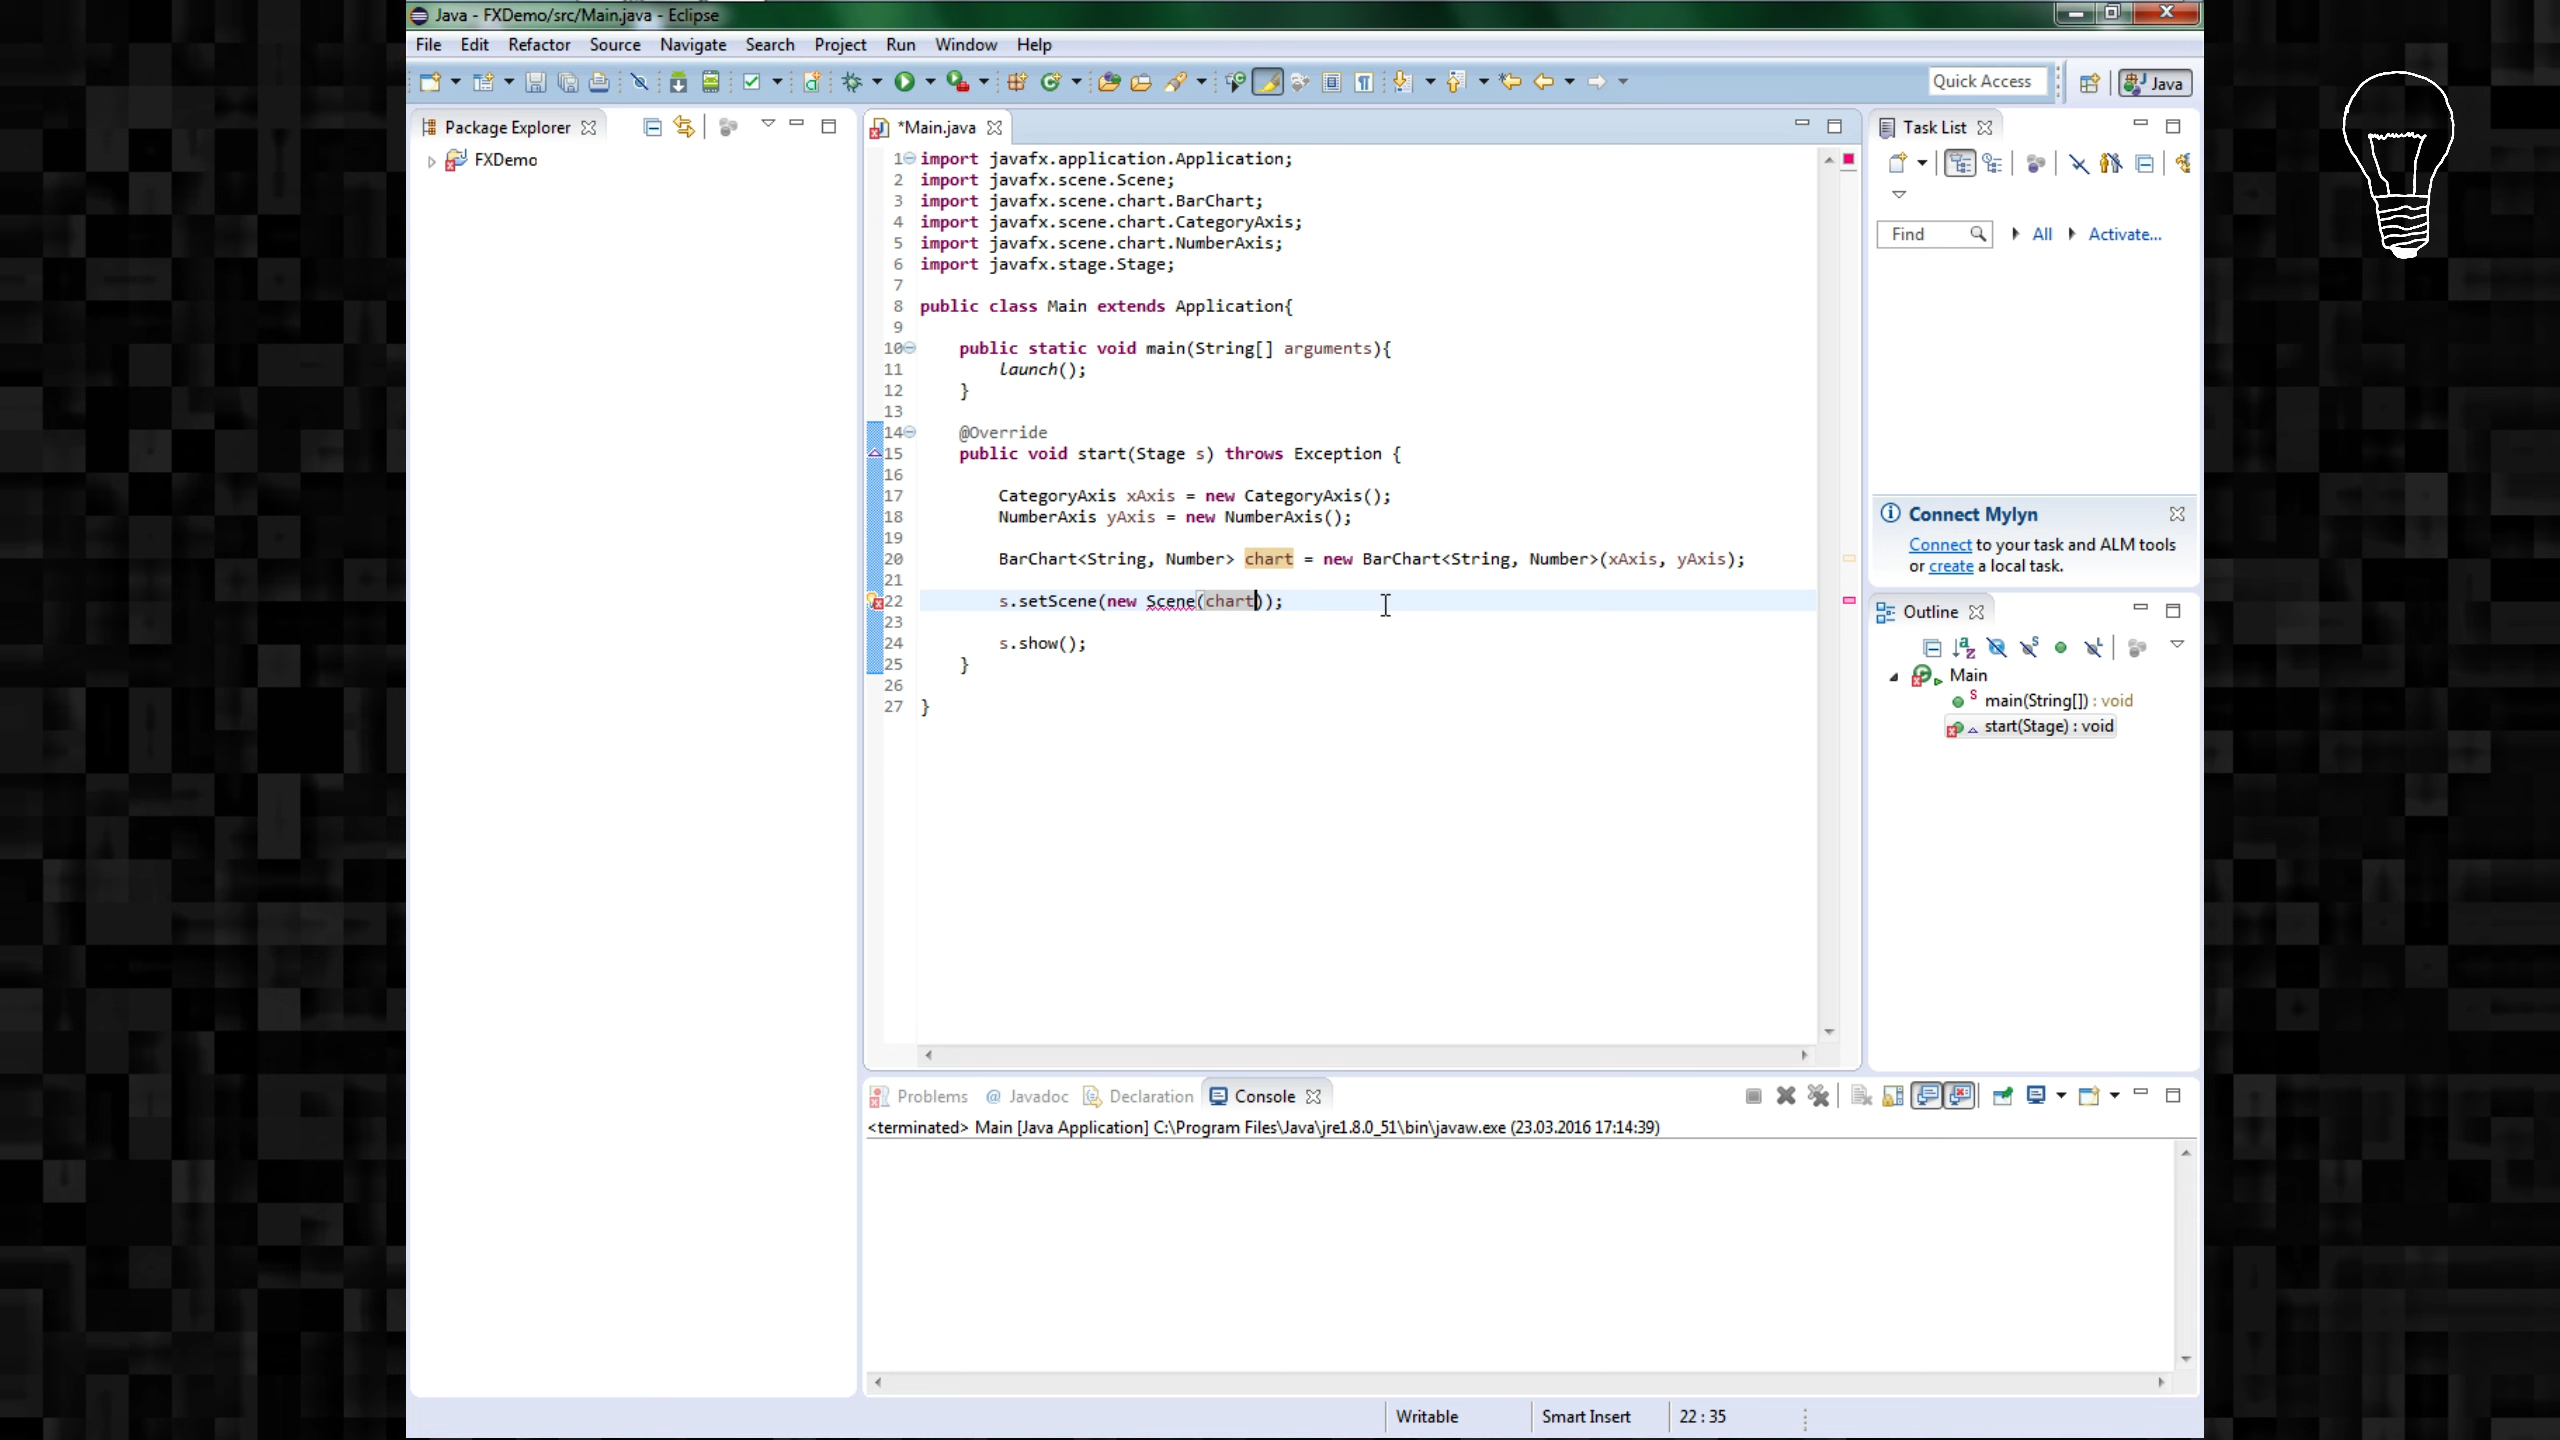 Java - FXDemo/src/Main.java - Eclipse
File Edit Refactor Source Navigate Search Project Run Window Help
Quick Access
Java
Package Explorer
FXDemo
*Main.java
1 import javafx.application.Application;
2 import javafx.scene.Scene;
3 import javafx.scene.chart.BarChart;
4 import javafx.scene.chart.CategoryAxis;
5 import javafx.scene.chart.NumberAxis;
6 import javafx.stage.Stage;
7
8 public class Main extends Application{
9
10 public static void main(String[] arguments){
11 launch();
12 }
13
14 @Override
15 public void start(Stage s) throws Exception {
16
17 CategoryAxis xAxis = new CategoryAxis();
18 NumberAxis yAxis = new NumberAxis();
19
20 BarChart<String, Number> chart = new BarChart<String, Number>(xAxis, yAxis);
21
22 s.setScene(new Scene(chart));
23
24 s.show();
25 }
26
27 }
Task List
Find All Activate...
Connect Mylyn
Connect to your task and ALM tools
or create a local task.
Outline
Main
main(String[]) : void
start(Stage) : void
Problems @ Javadoc Declaration Console
<terminated> Main [Java Application] C:\Program Files\Java\jre1.8.0_51\bin\javaw.exe (23.03.2016 17:14:39)
Writable Smart Insert 22 : 35